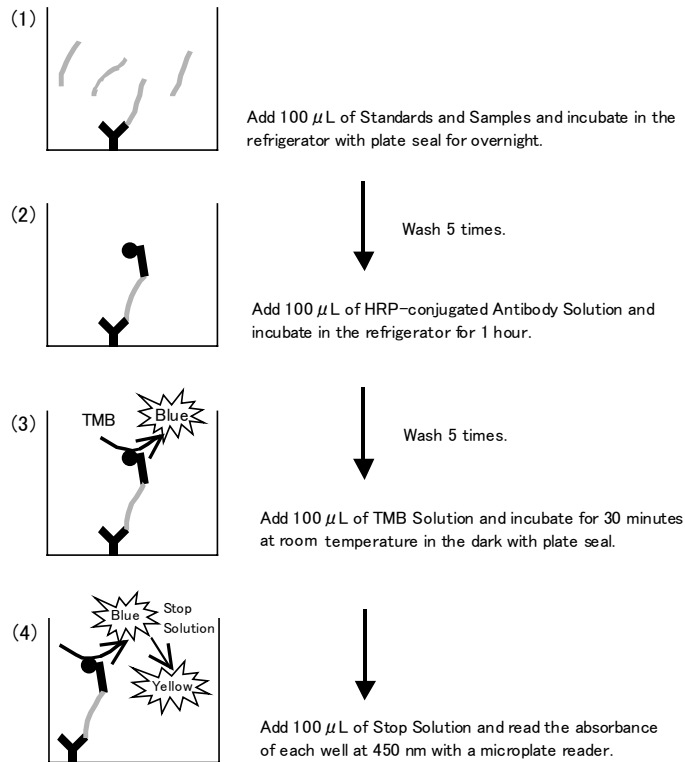 (1)
Add 100 μL of Standards and Samples and incubate in the
refrigerator with plate seal for overnight.
Wash 5 times.
(2)
Add 100 μL of HRP-conjugated Antibody Solution and
incubate in the refrigerator for 1 hour.
Wash 5 times.
(3)
TMB
Blue
Add 100 μL of TMB Solution and incubate for 30 minutes
at room temperature in the dark with plate seal.
(4)
Blue
Stop
Solution
Yellow
Add 100 μL of Stop Solution and read the absorbance
of each well at 450 nm with a microplate reader.